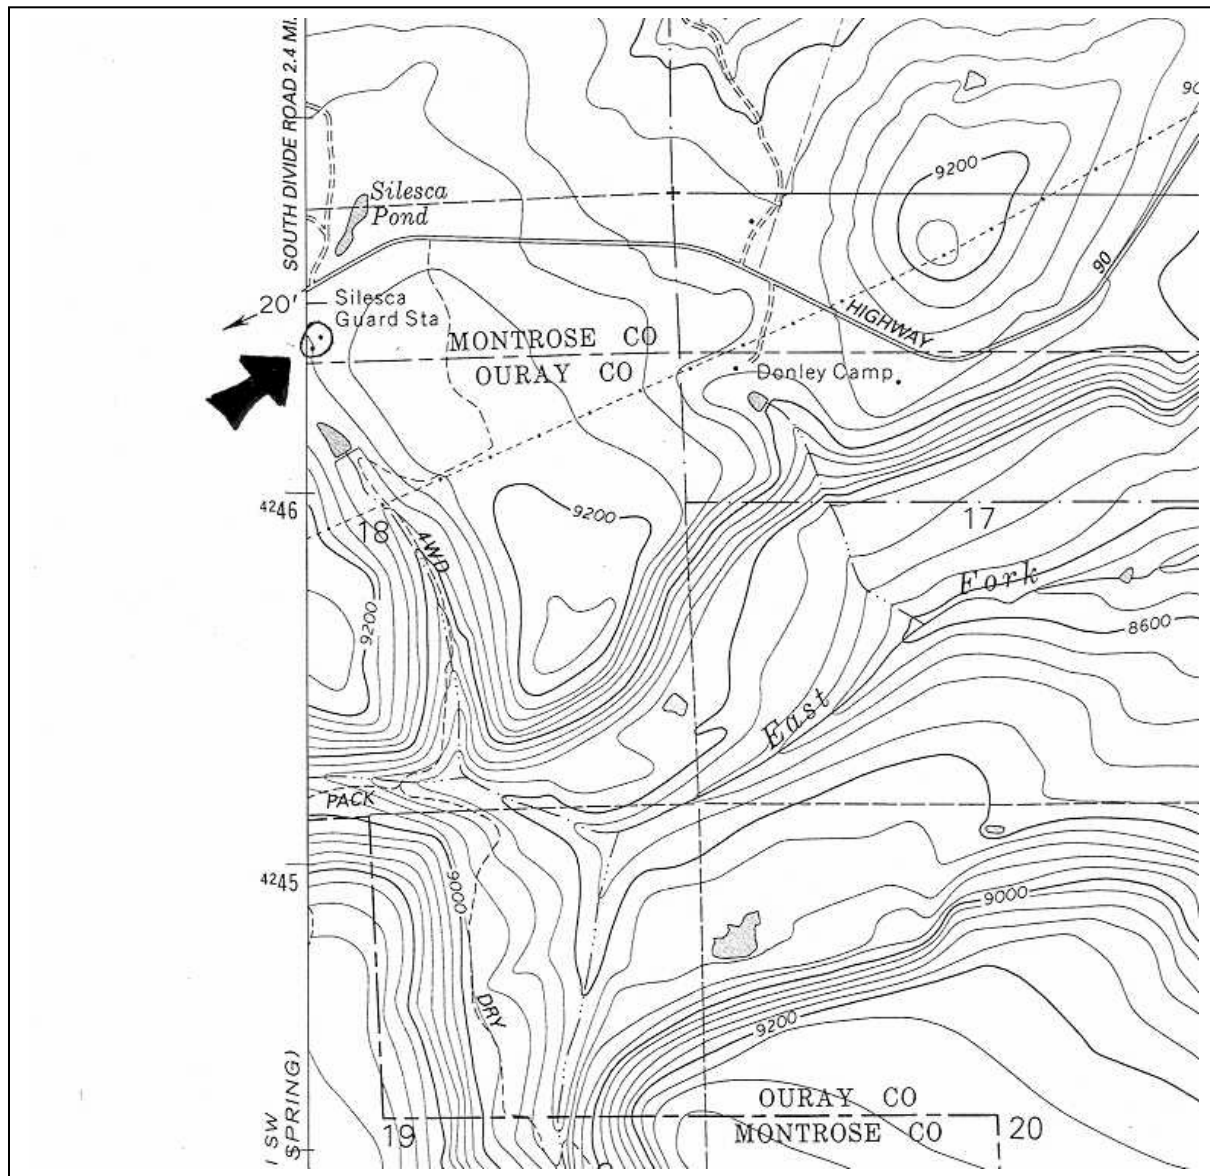 SOUTH DIVIDE ROAD 2.4 MI.
9200
Silesca
Pond
90
HIGHWAY
20'
Silesca
Guard Sta
MONTROSE CO
OURAY CO
Donley Camp
4246
18
4WD
9200
17
9200
East Fork
8600
PACK
4245
9000
9000
DRY
9200
SPRING)
I SW
OURAY CO
MONTROSE CO
19
20